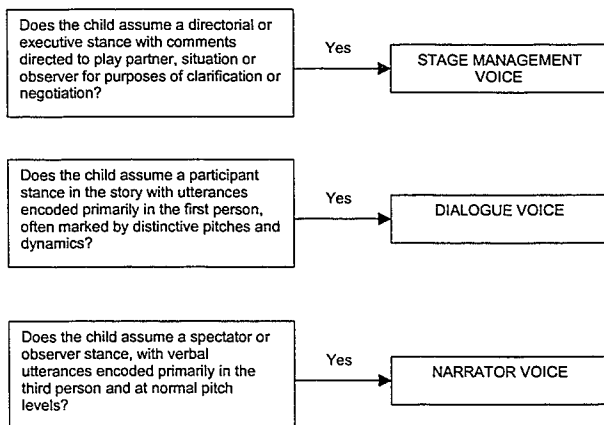 Does the child assume a directorial or
executive stance with comments
directed to play partner, situation or
observer for purposes of clarification or
negotiation?
Yes
STAGE MANAGEMENT
VOICE
Does the child assume a participant
stance in the story with utterances
encoded primarily in the first person,
often marked by distinctive pitches and
dynamics?
Yes
DIALOGUE VOICE
Does the child assume a spectator or
observer stance, with verbal
utterances encoded primarily in the
third person and at normal pitch
levels?
Yes
NARRATOR VOICE